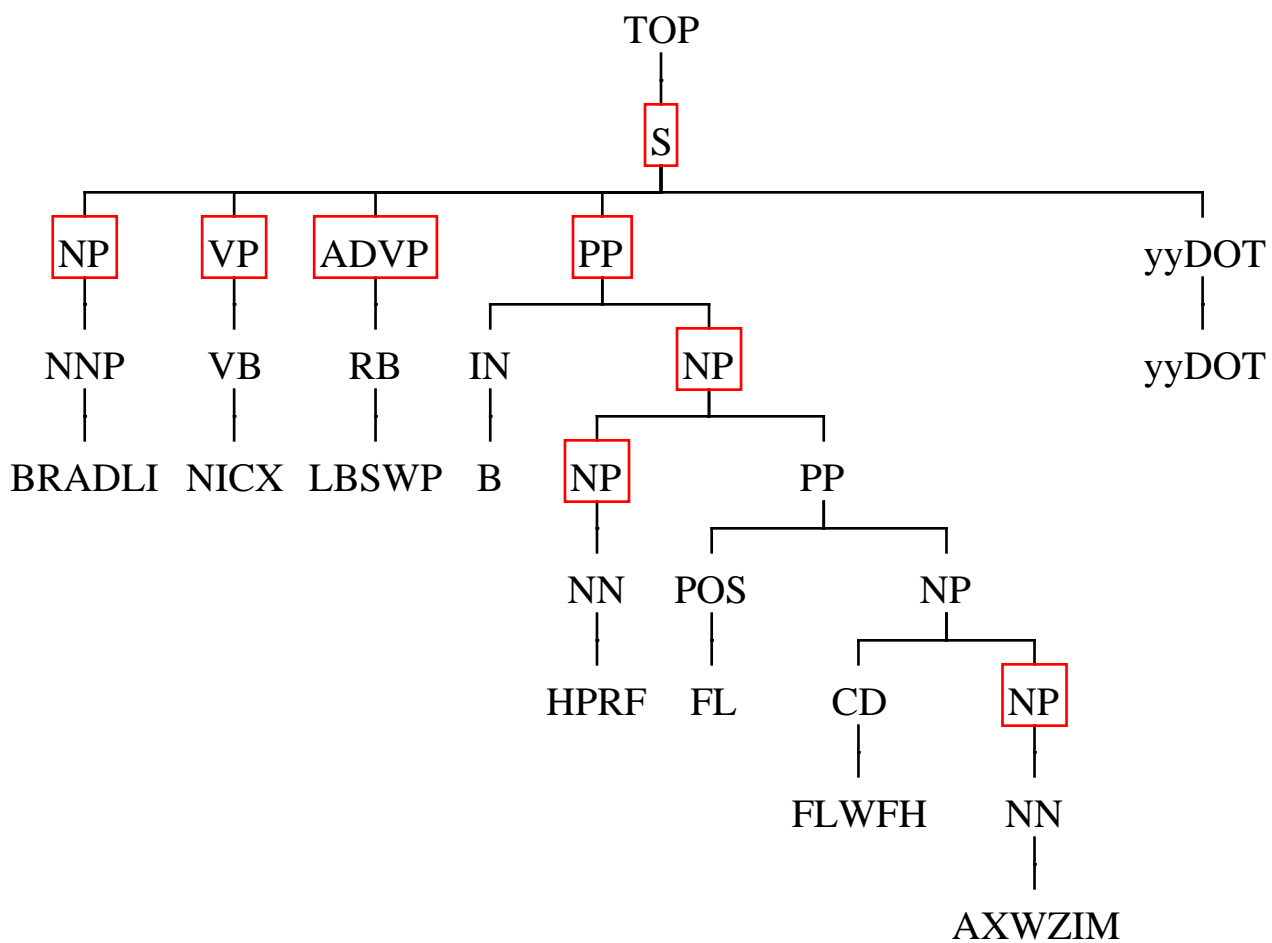 TOP
S
NP VP ADVP PP yyDOT
NNP VB RB IN NP yyDOT
BRADLI NICX LBSWP B NP PP
NN POS NP
HPRF FL CD NP
FLWFH NN
AXWZIM